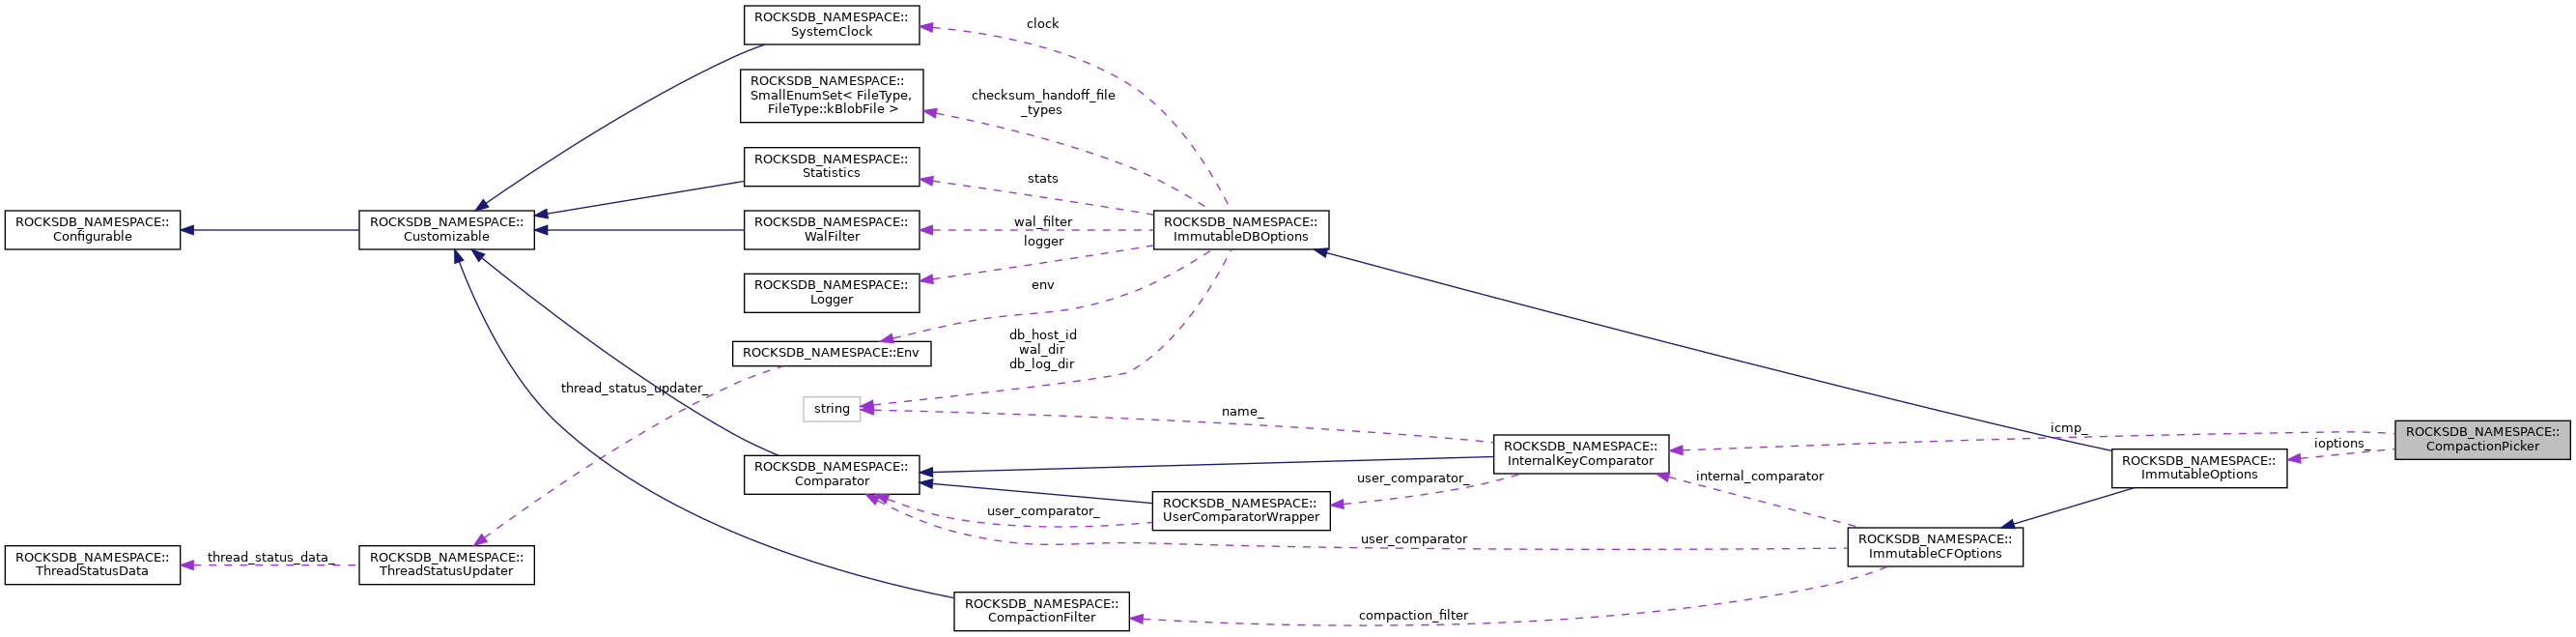 ROCKSDB_NAMESPACE::
SystemClock
clock
ROCKSDB_NAMESPACE::
SmallEnumSet< FileType,
FileType::kBlobFile >
checksum_handoff_file
_types
ROCKSDB_NAMESPACE::
Statistics
stats
ROCKSDB_NAMESPACE::
Configurable
ROCKSDB_NAMESPACE::
Customizable
ROCKSDB_NAMESPACE::
WalFilter
wal_filter
logger
ROCKSDB_NAMESPACE::
ImmutableDBOptions
ROCKSDB_NAMESPACE::
Logger
env
ROCKSDB_NAMESPACE::Env
db_host_id
wal_dir
db_log_dir
thread_status_updater_
string
name_
icmp_
ioptions_
ROCKSDB_NAMESPACE::
CompactionPicker
ROCKSDB_NAMESPACE::
InternalKeyComparator
ROCKSDB_NAMESPACE::
ImmutableOptions
ROCKSDB_NAMESPACE::
Comparator
user_comparator_
internal_comparator
ROCKSDB_NAMESPACE::
UserComparatorWrapper
user_comparator_
user_comparator
ROCKSDB_NAMESPACE::
ImmutableCFOptions
ROCKSDB_NAMESPACE::
ThreadStatusData
thread_status_data_
ROCKSDB_NAMESPACE::
ThreadStatusUpdater
ROCKSDB_NAMESPACE::
CompactionFilter
compaction_filter